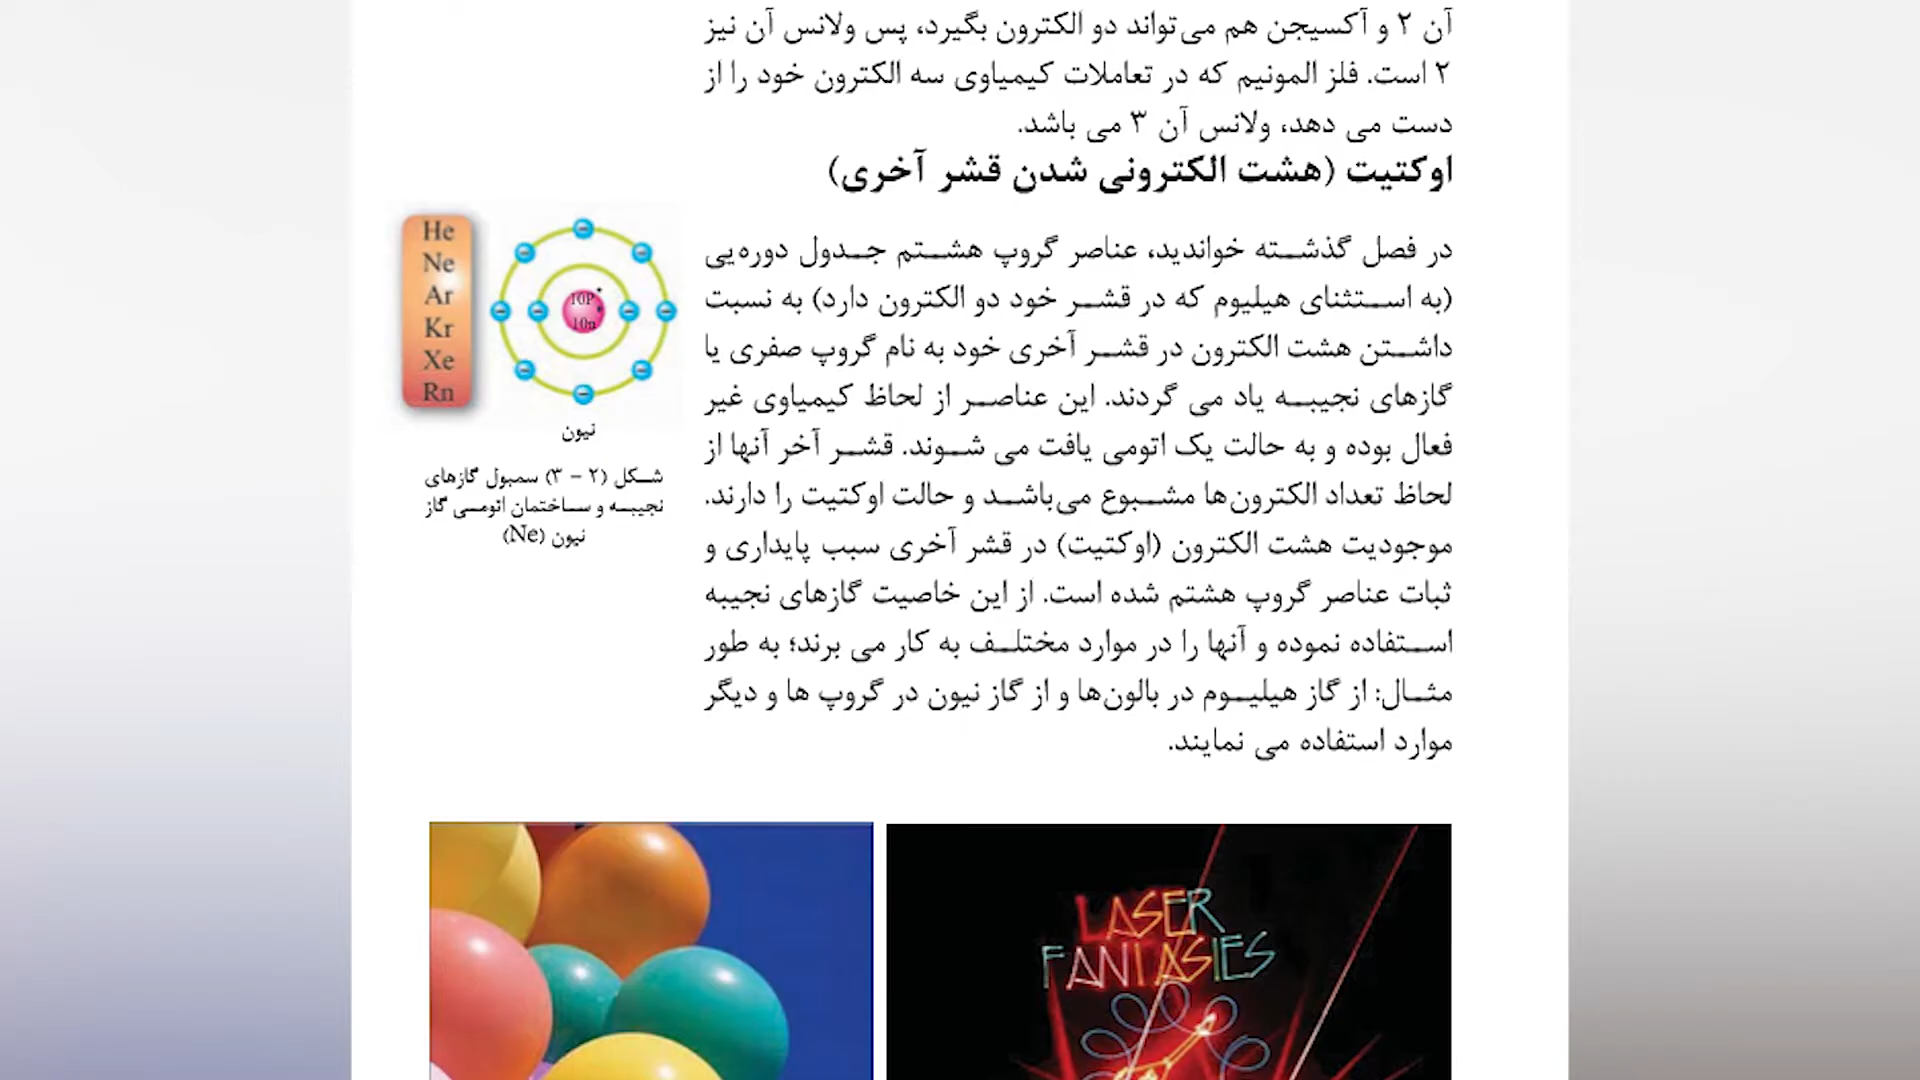 آن ۲ و آکسیجن هم می‌تواند دو الکترون بگیرد، پس ولانس آن نیز
۲ است. فلز المونیم که در تعاملات کیمیاوی سه الکترون خود را از
دست می دهد، ولانس آن ۳ می باشد.
اوکتیت (هشت الکترونی شدن قشر آخری)
در فصل گذشته خواندید، عناصر گروپ هشتم جدول دوره‌یی
(به استثنای هیلیوم که در قشر خود دو الکترون دارد) به نسبت
داشتن هشت الکترون در قشر آخری خود به نام گروپ صفری یا
گازهای نجیبه یاد می گردند. این عناصر از لحاظ کیمیاوی غیر
فعال بوده و به حالت یک اتومی یافت می شوند. قشر آخر آنها از
لحاظ تعداد الکترون‌ها مشبوع می‌باشد و حالت اوکتیت را دارند.
موجودیت هشت الکترون (اوکتیت) در قشر آخری سبب پایداری و
ثبات عناصر گروپ هشتم شده است. از این خاصیت گازهای نجیبه
استفاده نموده و آنها را در موارد مختلف به کار می برند؛ به طور
مثال: از گاز هیلیوم در بالون‌ها و از گاز نیون در گروپ ها و دیگر
موارد استفاده می نمایند.
He
Ne
Ar
Kr
Xe
Rn
10P
10n
نیون
شکل (۲ – ۳) سمبول گازهای
نجیبه و ساختمان اتومی گاز
نیون (Ne)
LASER
FANTASIES